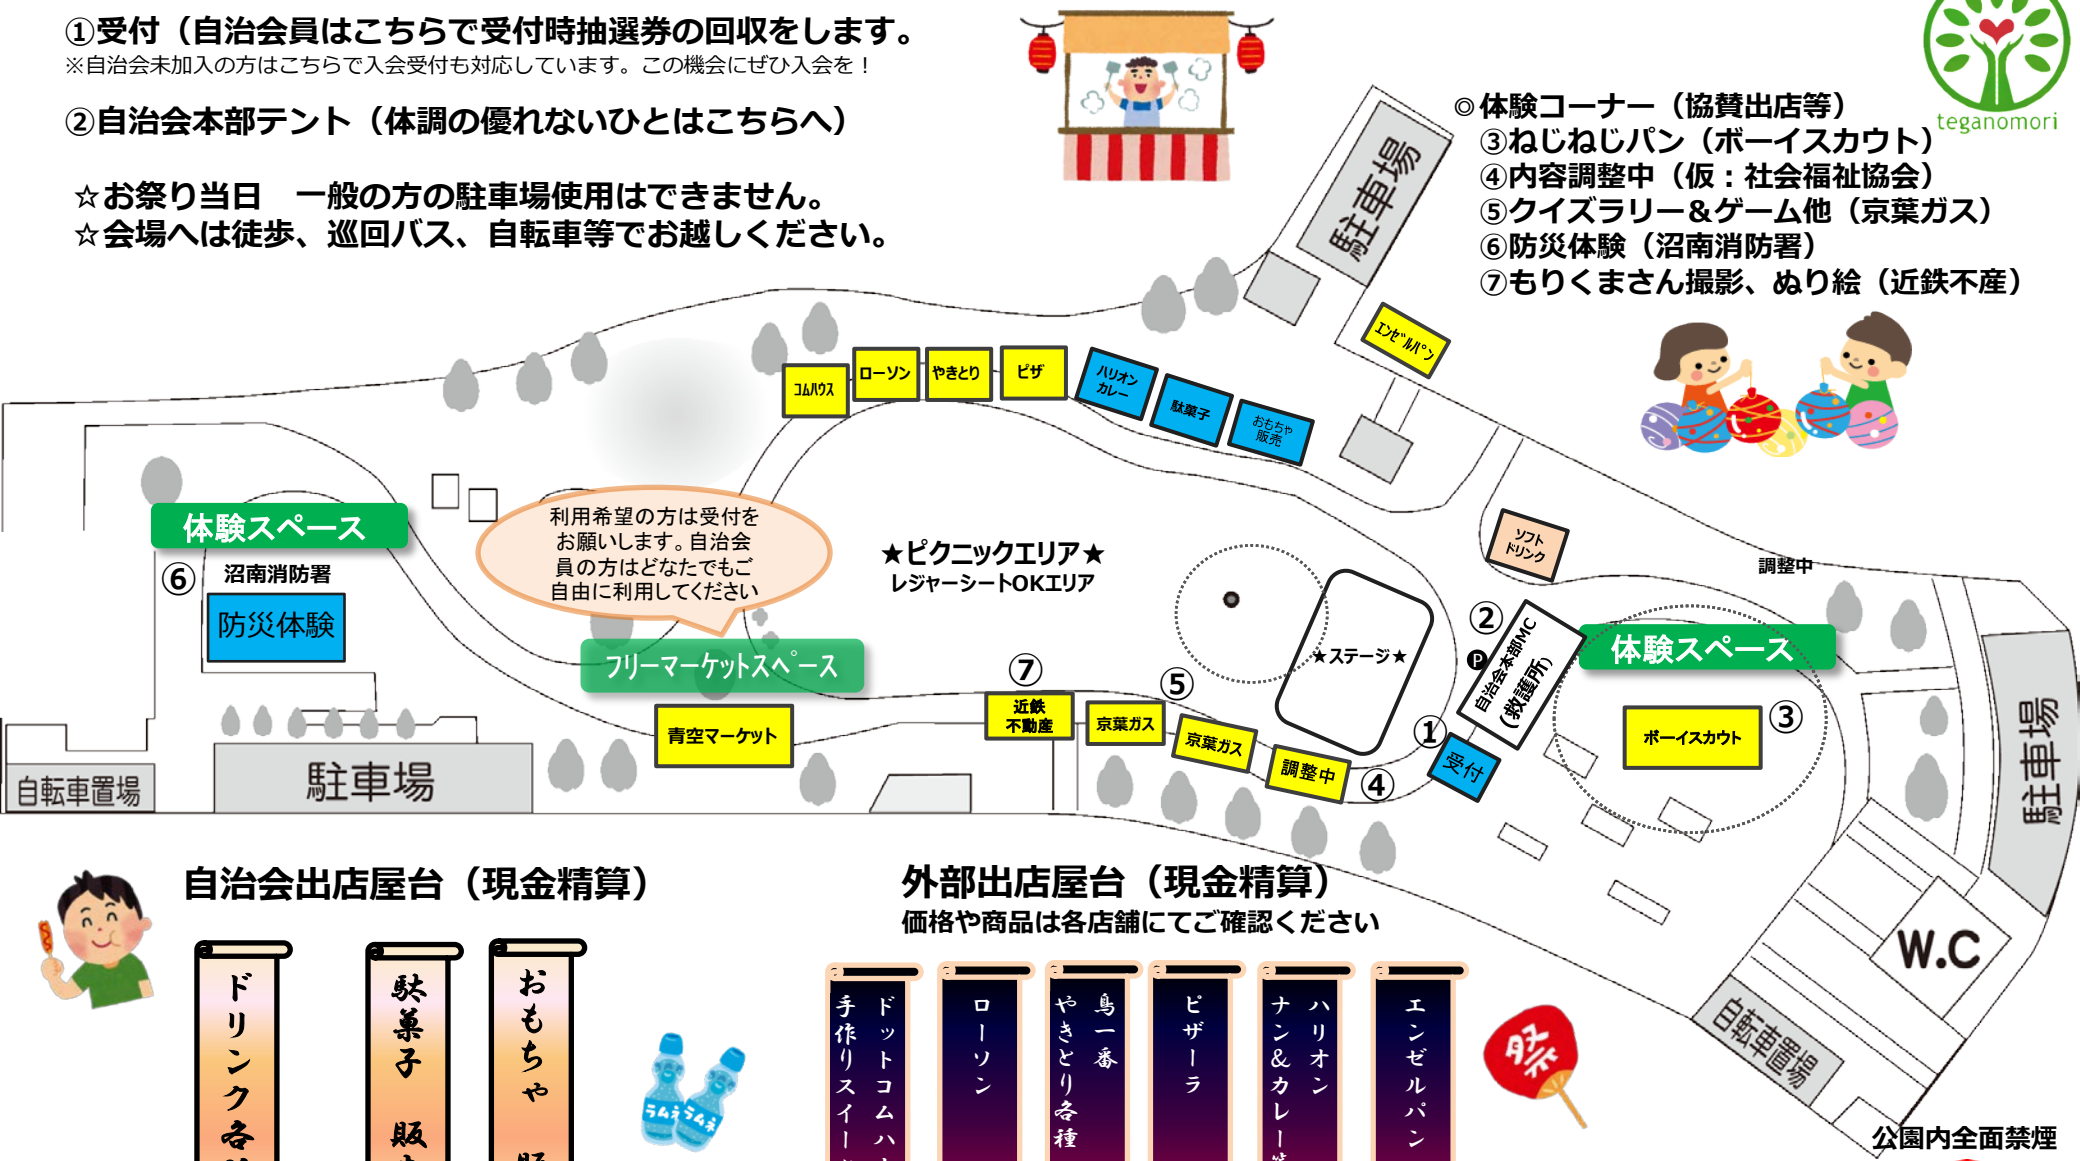 ①受付（自治会員はこちらで受付時抽選券の回収をします。
※自治会未加入の方はこちらで入会受付も対応しています。この機会にぜひ入会を！
②自治会本部テント（体調の優れないひとはこちらへ）
☆お祭り当日　一般の方の駐車場使用はできません。
☆会場へは徒歩、巡回バス、自転車等でお越しください。
teganomori
◎体験コーナー（協賛出店等）
③ねじねじパン（ボーイスカウト）
④内容調整中（仮：社会福祉協会）
⑤クイズラリー&ゲーム他（京葉ガス）
⑥防災体験（沼南消防署）
⑦もりくまさん撮影、ぬり絵（近鉄不産）
駐車場
エンゼルパン
コムハウス
ローソン
やきとり
ピザ
ハリオン
カレー
駄菓子
おもちゃ
販売
体験スペース
⑥
沼南消防署
防災体験
利用希望の方は受付を
お願いします。自治会
員の方はどなたでもご
自由に利用してください
フリーマーケットスペース
青空マーケット
★ピクニックエリア★
レジャーシートOKエリア
★ステージ★
ソフト
ドリンク
調整中
②
P
自治会本部MC
(救護所)
体験スペース
ボーイスカウト
③
⑦
近鉄
不動産
⑤
京葉ガス
京葉ガス
調整中
④
①
受付
自転車置場
駐車場
駐車場
W.C
自転車置場
公園内全面禁煙
自治会出店屋台（現金精算）
ドリンク各
駄菓子　販
おもちゃ
ラムネ
ラムネ
外部出店屋台（現金精算）
価格や商品は各店舗にてご確認ください
ドットコムハ
手作りスイー
ローソン
鳥一番
やきとり各種
ピザーラ
ハリオン
ナン&カレー
エンゼルパン
祭